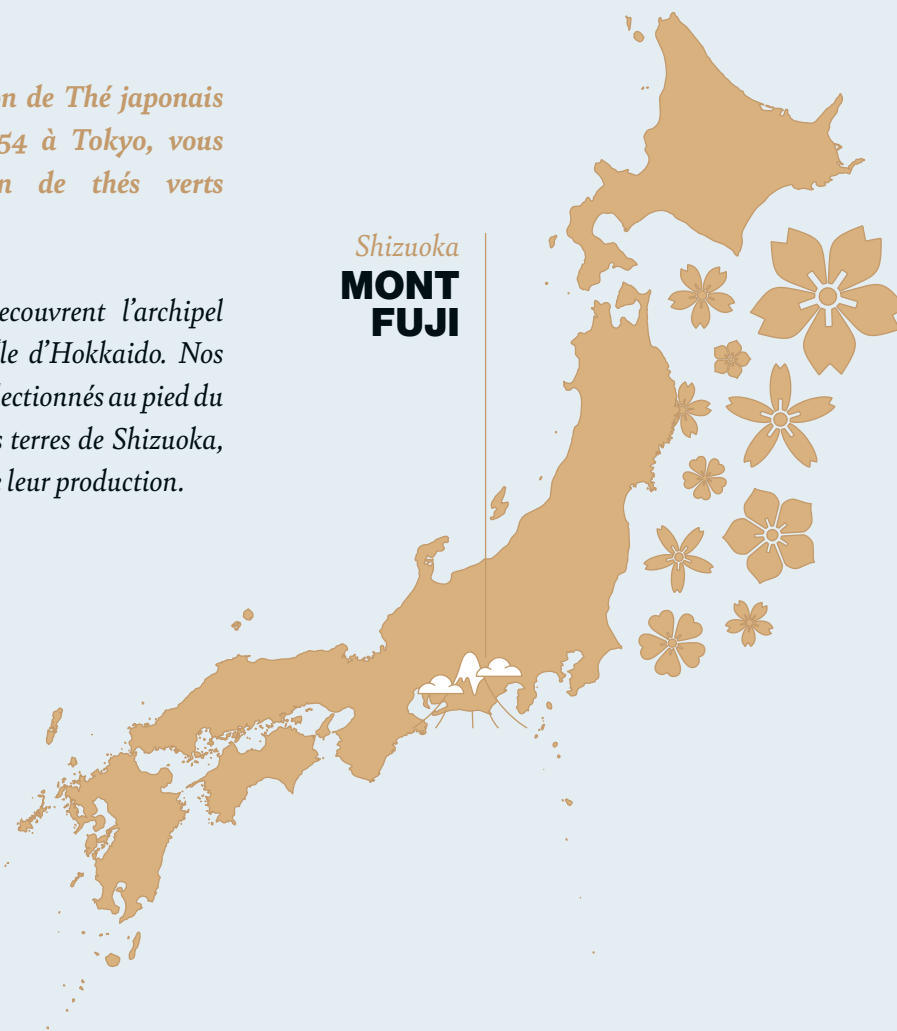 n de Thé japonais
54 à Tokyo, vous
n de thés verts
ecouvrent l'archipel
le d'Hokkaido. Nos
lectionnés au pied du
s terres de Shizuoka,
e leur production.
Shizuoka
MONT
FUJI